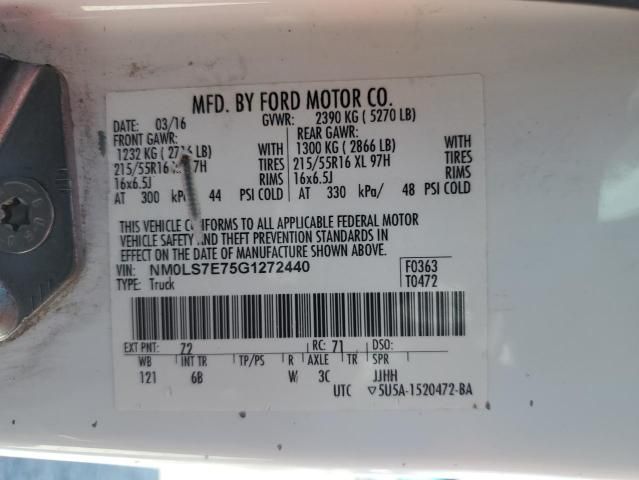 MFD. BY FORD MOTOR CO.
DATE: 03/16 GVWR: 2390 KG ( 5270 LB)
FRONT GAWR: REAR GAWR:
1232 KG ( LB) WITH 1300 KG ( 2866 LB) WITH
215/55R16 TIRES 215/55R16 XL 97H TIRES
16x6.5J RIMS 16x6.5J RIMS
AT 300 kPa/ 44 PSI COLD AT 330 kPa/ 48 PSI COLD
THIS VEHICLE CONFORMS TO ALL APPLICABLE FEDERAL MOTOR
VEHICLE SAFETY AND THEFT PREVENTION STANDARDS IN
EFFECT ON THE DATE OF MANUFACTURE SHOWN ABOVE.
VIN: NM0LS7E75G1272440 F0363
TYPE: Truck T0472
EXT PNT: 72 RC: 71 DSO:
WB INT TR TP/PS R AXLE TR SPR
121 6B W 3C JJHH
UTC ▽5U5A-1520472-BA